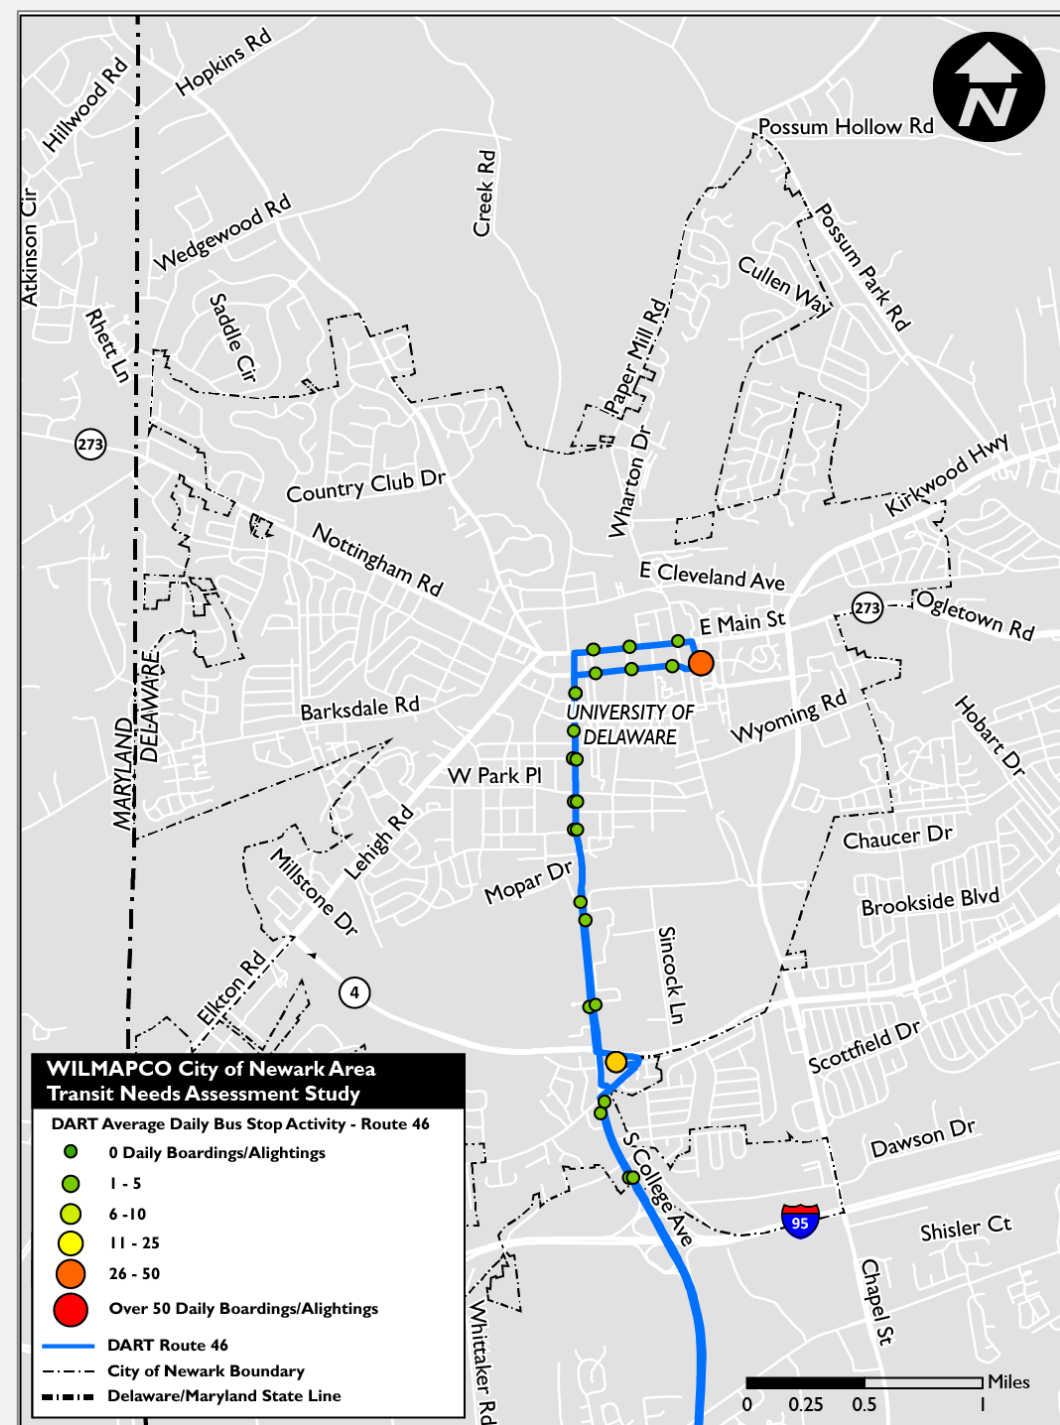 Hopkins Rd
Hillwood Rd
Possum Hollow Rd
Creek Rd
Atkinson Cir
Wedgewood Rd
Possum Park Rd
Cullen Way
Saddle Cir
Rhett Ln
Paper Mill Rd
273
Wharton Dr
Kirkwood Hwy
Country Club Dr
Nottingham Rd
E Cleveland Ave
273
Ogletown Rd
E Main St
MARYLAND
DELAWARE
Barksdale Rd
UNIVERSITY OF
DELAWARE
Wyoming Rd
Hobart Dr
W Park Pl
Lehigh Rd
Chaucer Dr
Millstone Dr
Mopar Dr
Brookside Blvd
Sincock Ln
Elkton Rd
4
Scottfield Dr
WILMAPCO City of Newark Area
Transit Needs Assessment Study
DART Average Daily Bus Stop Activity - Route 46
0 Daily Boardings/Alightings
1 - 5
6 -10
11 - 25
26 - 50
Over 50 Daily Boardings/Alightings
DART Route 46
City of Newark Boundary
Delaware/Maryland State Line
S College Ave
Dawson Dr
95
Shisler Ct
Chapel St
Whittaker Rd
Miles
0 0.25 0.5 1
N